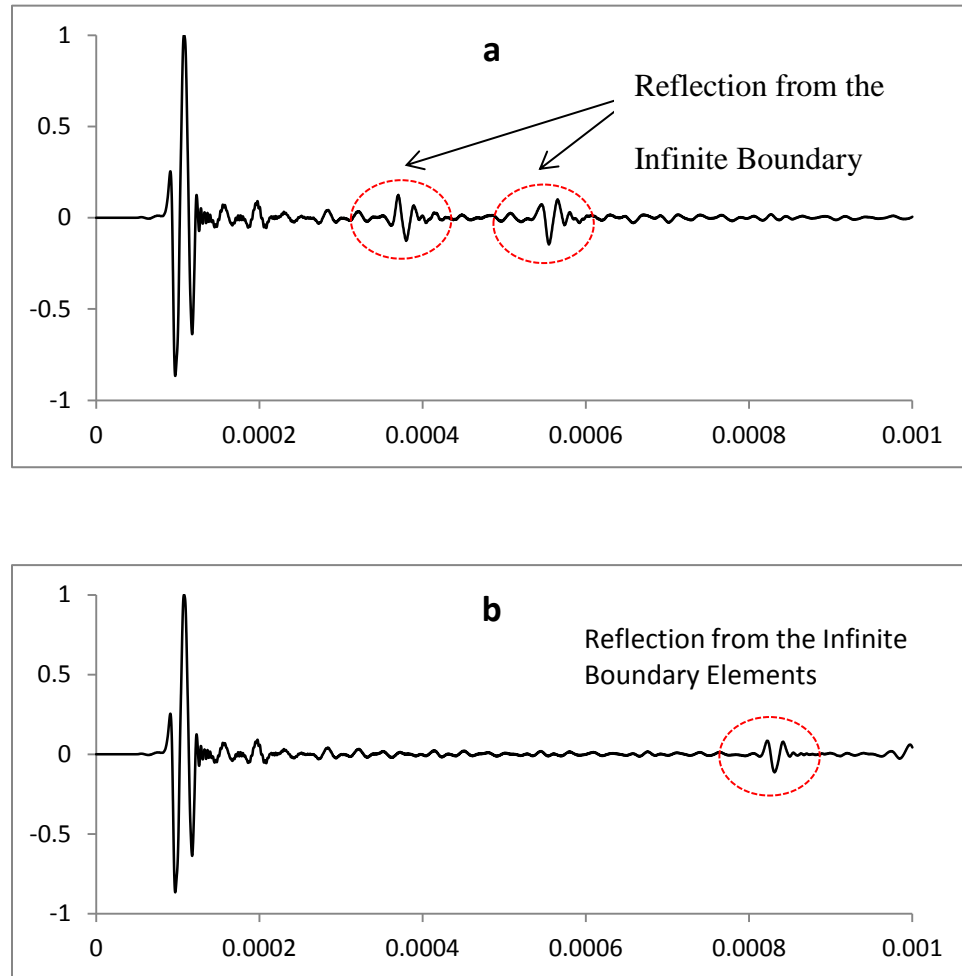 a
1
0.5
0
-0.5
-1
0 0.0002 0.0004 0.0006 0.0008 0.001
Reflection from the
Infinite Boundary
b
1
0.5
0
-0.5
-1
0 0.0002 0.0004 0.0006 0.0008 0.001
Reflection from the Infinite
Boundary Elements